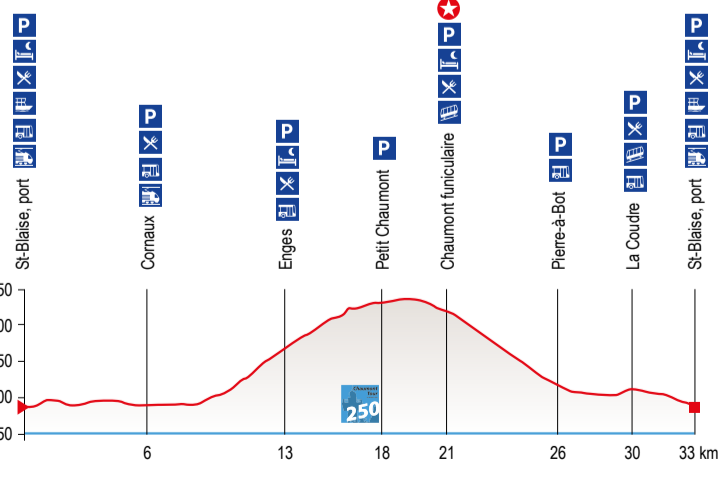 P
P
P
P
P
P
P
P
St-Blaise, port
Cornaux
Enges
Petit Chaumont
Chaumont funiculaire
Pierre-à-Bot
La Coudre
St-Blaise, port
50
00
50
00
50
Chaumont
Tour
250
6
13
18
21
26
30
33 km